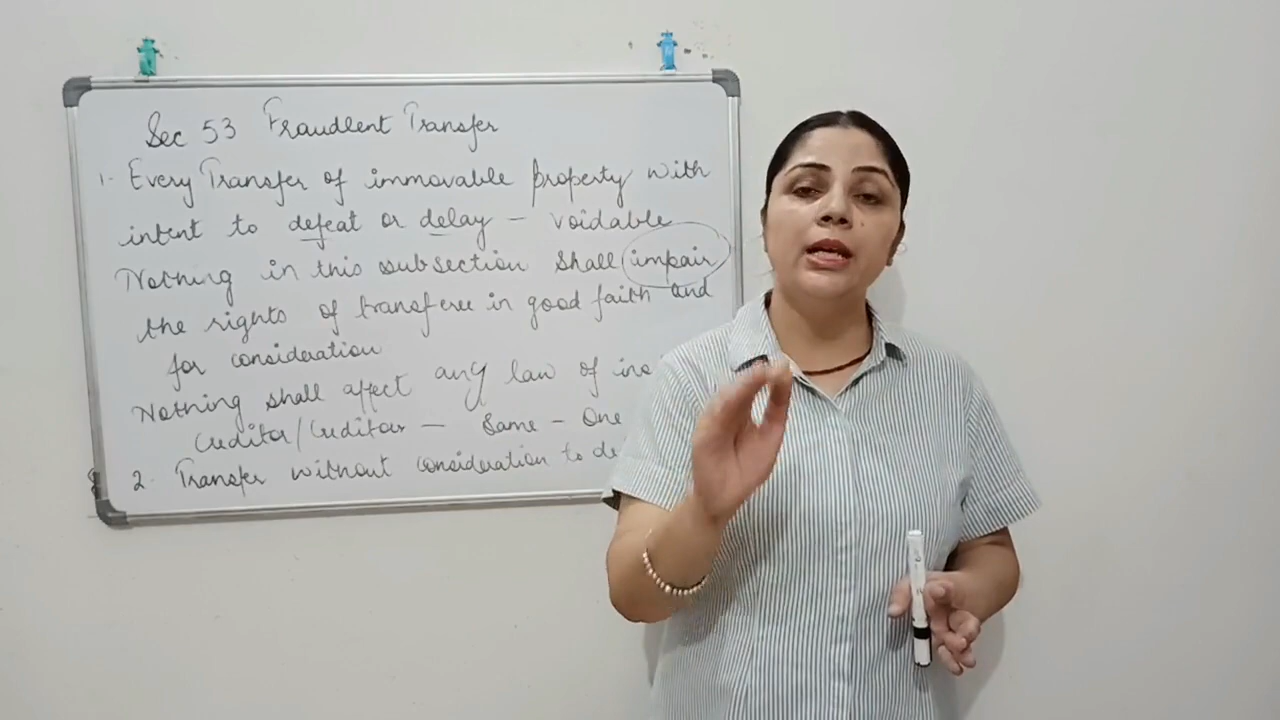 Sec 53 Fraudlent Transfer
1- Every Transfer of immovable property with
intent to defeat or delay - voidable
Nothing in this subsection shall impair
the rights of transferee in good faith and
for consideration
Nothing shall affect any law of
Creditor/Creditors - Same - One
2. Transfer without consideration to